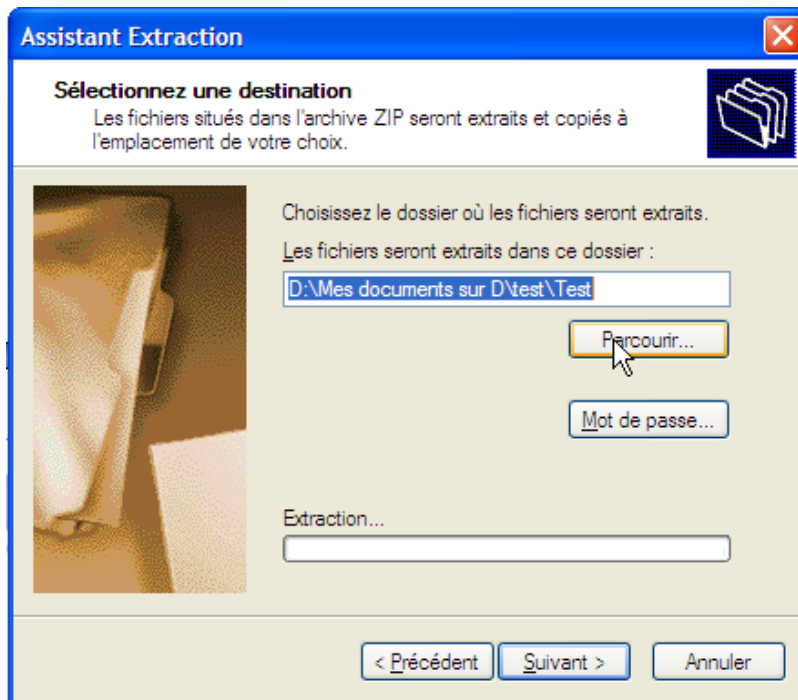 Assistant Extraction
Sélectionnez une destination
Les fichiers situés dans l'archive ZIP seront extraits et copiés à
l'emplacement de votre choix.
Choisissez le dossier où les fichiers seront extraits.
Les fichiers seront extraits dans ce dossier :
D:\Mes documents sur D\test\Test
Parcourir...
Mot de passe...
Extraction...
< Précédent
Suivant >
Annuler